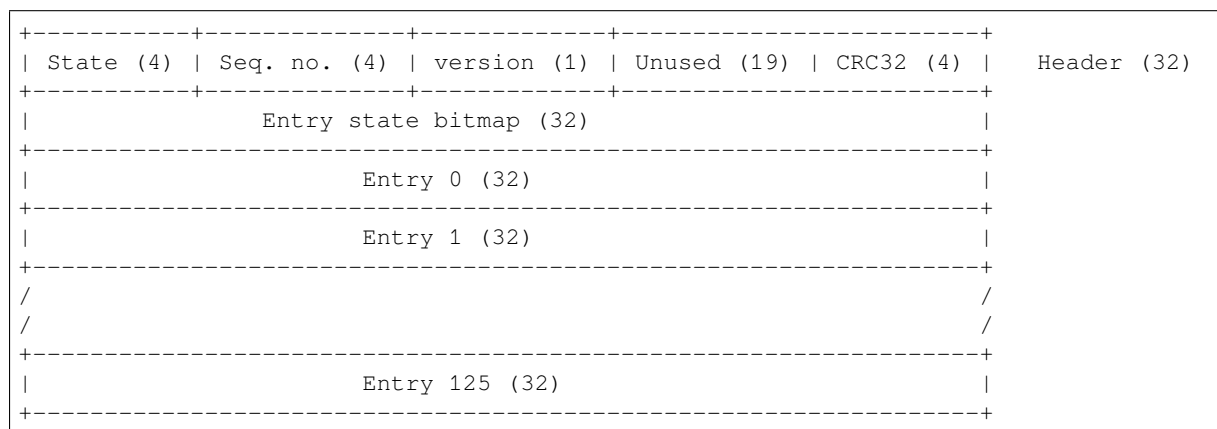 +-----------+--------------+-------------+-------------------------+
| State (4) | Seq. no. (4) | version (1) | Unused (19) | CRC32 (4) |   Header (32)
+-----------+--------------+-------------+-------------------------+
|                Entry state bitmap (32)                           |
+------------------------------------------------------------------+
|                       Entry 0 (32)                               |
+------------------------------------------------------------------+
|                       Entry 1 (32)                               |
+------------------------------------------------------------------+
/                                                                  /
/                                                                  /
+------------------------------------------------------------------+
|                       Entry 125 (32)                             |
+------------------------------------------------------------------+